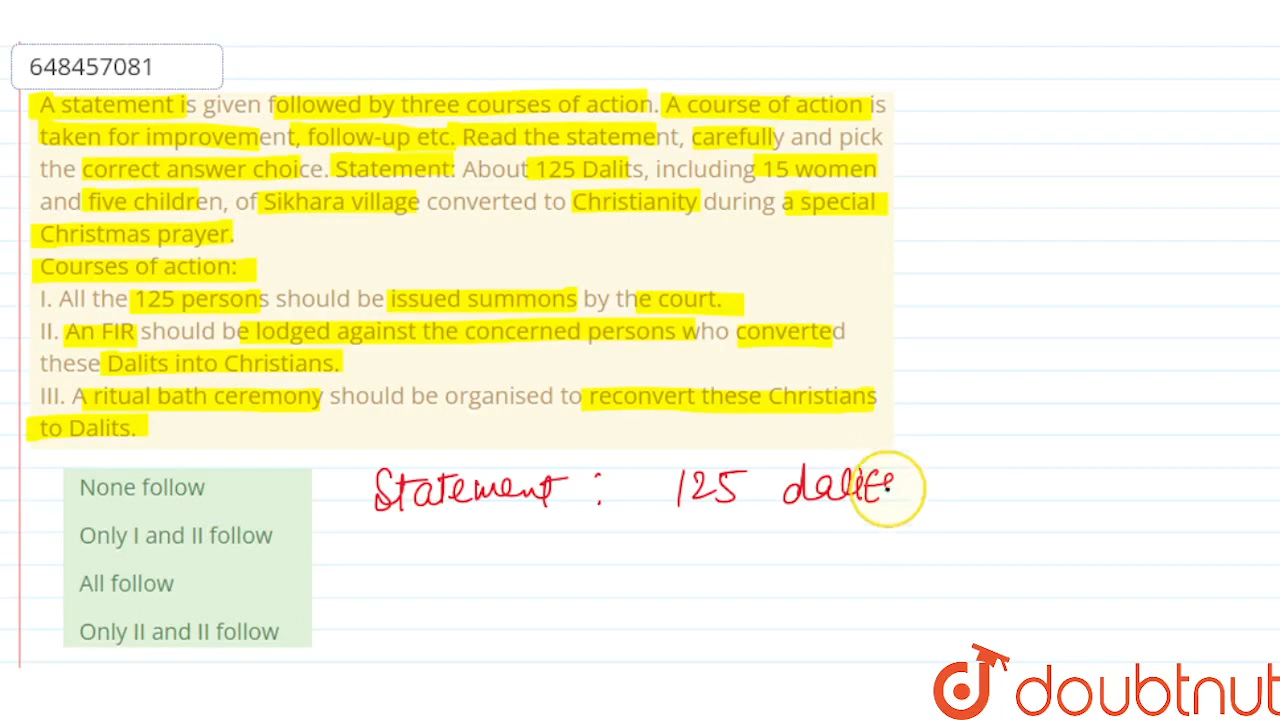 648457081
A statement is given followed by three courses of action. A course of action is
taken for improvement, follow-up etc. Read the statement, carefully and pick
the correct answer choice. Statement: About 125 Dalits, including 15 women
and five children, of Sikhara village converted to Christianity during a special
Christmas prayer.
Courses of action:
I. All the 125 persons should be issued summons by the court.
II. An FIR should be lodged against the concerned persons who converted
these Dalits into Christians.
III. A ritual bath ceremony should be organised to reconvert these Christians
to Dalits.
None follow
Only I and II follow
All follow
Only II and II follow
Statement : 125 dalits
doubtnut